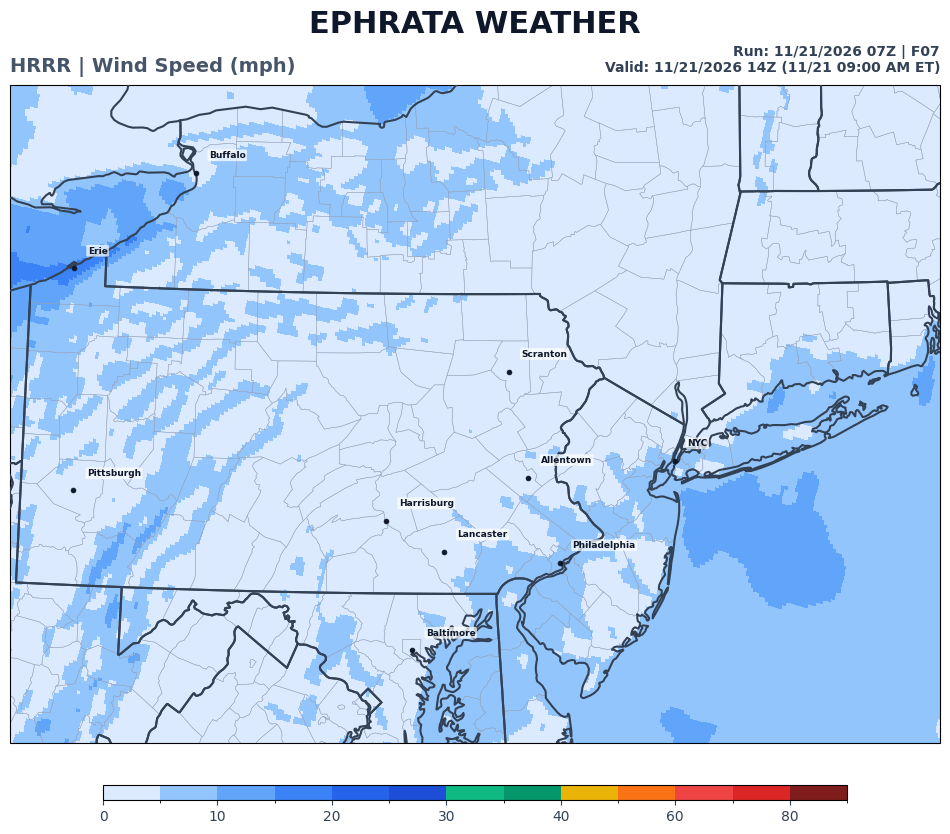 EPHRATA WEATHER
HRRR | Wind Speed (mph)
Run: 11/21/2026 07Z | F07
Valid: 11/21/2026 14Z (11/21 09:00 AM ET)
Buffalo
Erie
Scranton
NYC
Allentown
Pittsburgh
Harrisburg
Lancaster
Philadelphia
Baltimore
0 10 20 30 40 50 60 70 80